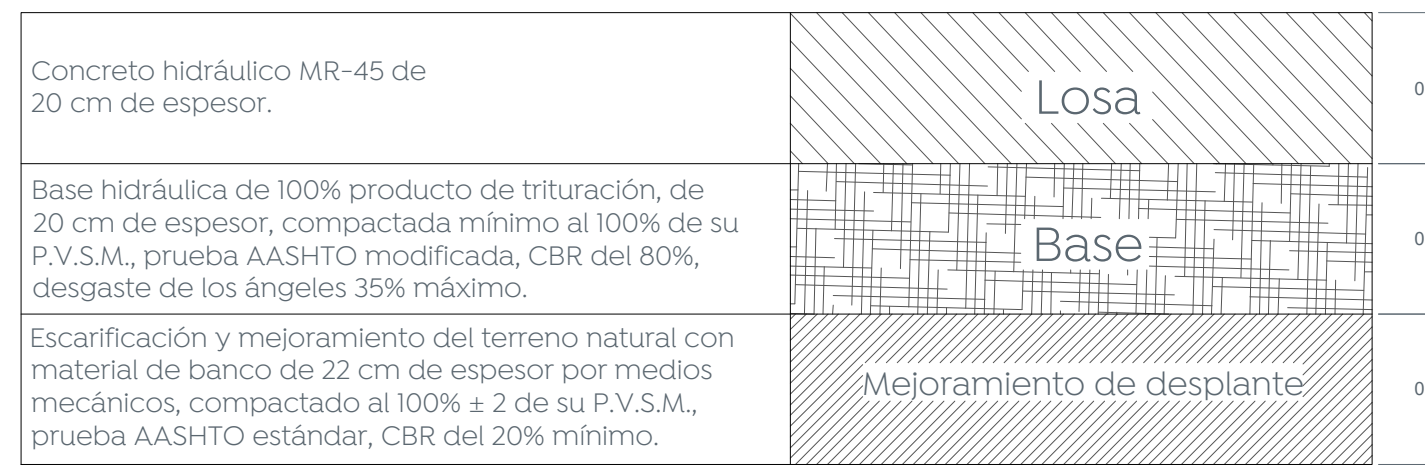 Concreto hidráulico MR-45 de
20 cm de espesor.
Losa
0
Base hidráulica de 100% producto de trituración, de
20 cm de espesor, compactada mínimo al 100% de su
P.V.S.M., prueba AASHTO modificada, CBR del 80%,
desgaste de los ángeles 35% máximo.
Base
0
Escarificación y mejoramiento del terreno natural con
material de banco de 22 cm de espesor por medios
mecánicos, compactado al 100% ± 2 de su P.V.S.M.,
prueba AASHTO estándar, CBR del 20% mínimo.
Mejoramiento de desplante
0